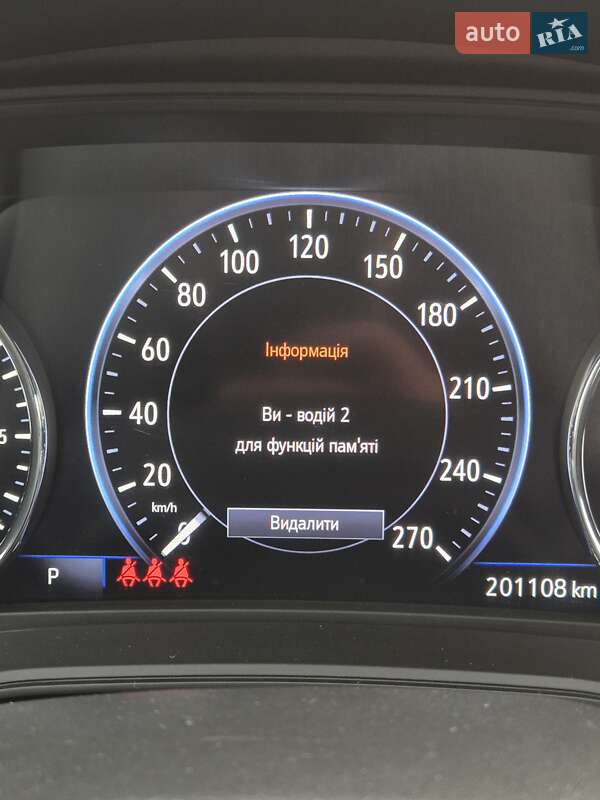 auto RIA.com
120
100
150
80
180
60
Інформація
210
40
Ви - водій 2
5
для функцій пам'яті
240
20
km/h
0
Видалити
270
P
201108 km